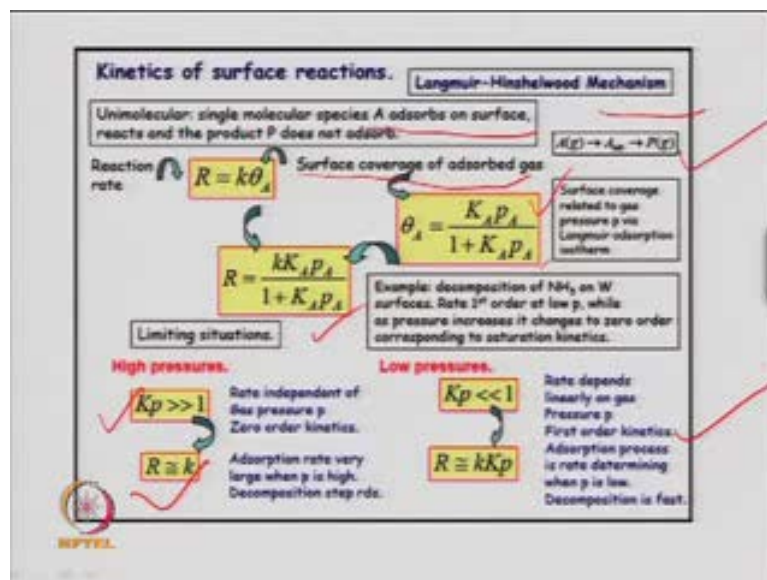 Kinetics of surface reactions.
Langmuir-Hinshelwood Mechanism
Unimolecular: single molecular species A adsorbs on surface,
reacts and the product P does not adsorb.
A(g) → A_ads → P(g)
Reaction
rate
R = kθ_A
Surface coverage of adsorbed gas
θ_A = K_A p_A / 1 + K_A p_A
Surface coverage
related to gas
pressure p via
Langmuir adsorption
isotherm
R = kK_A p_A / 1 + K_A p_A
Example: decomposition of NH3 on W
surfaces. Rate 1st order at low p, while
as pressure increases it changes to zero order
corresponding to saturation kinetics.
Limiting situations.
High pressures.
Kp >> 1
Rate independent of
Gas pressure p
Zero order kinetics.
R ≅ k
Adsorption rate very
large when p is high.
Decomposition step rds.
Low pressures.
Kp << 1
R ≅ kKp
Rate depends
linearly on gas
Pressure p
First order kinetics.
Adsorption process
is rate determining
when p is low.
Decomposition is fast.
NPTEL